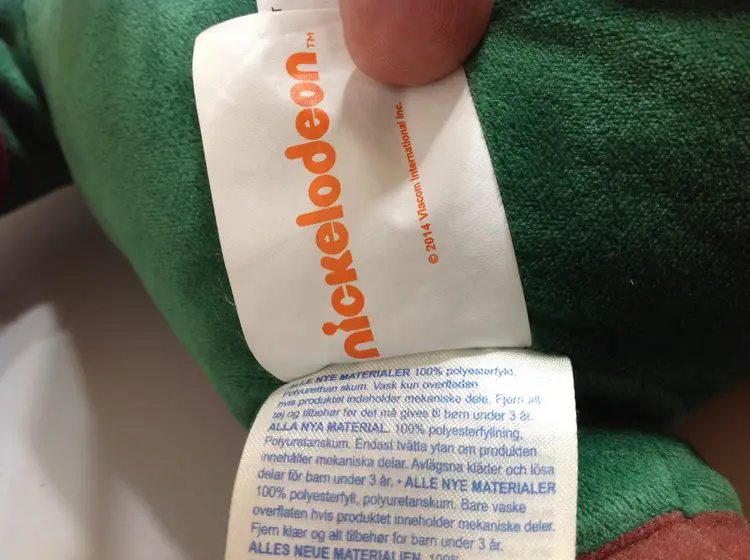 nickelodeon™
© 2014 Viacom International Inc.
ALLE NYE MATERIALER 100% polyesterfyld,
Polyurethan skum. Vask kun overfladen
hvis produktet indeholder mekaniske dele. Fjern alt
tøj og tilbehør før det må gives til børn under 3 år.
ALLA NYA MATERIAL. 100% polyesterfyllning,
Polyuretanskum. Endast tvätta ytan om produkten
innehåller mekaniska delar. Avlägsna kläder och lösa
delar för barn under 3 år. • ALLE NYE MATERIALER
100% polyesterfyll, polyuretanskum. Bare vaske
overflaten hvis produktet inneholder mekaniske deler.
Fjern klær og alt tilbehør for barn under 3 år.
ALLES NEUE MATERIALIEN 100%